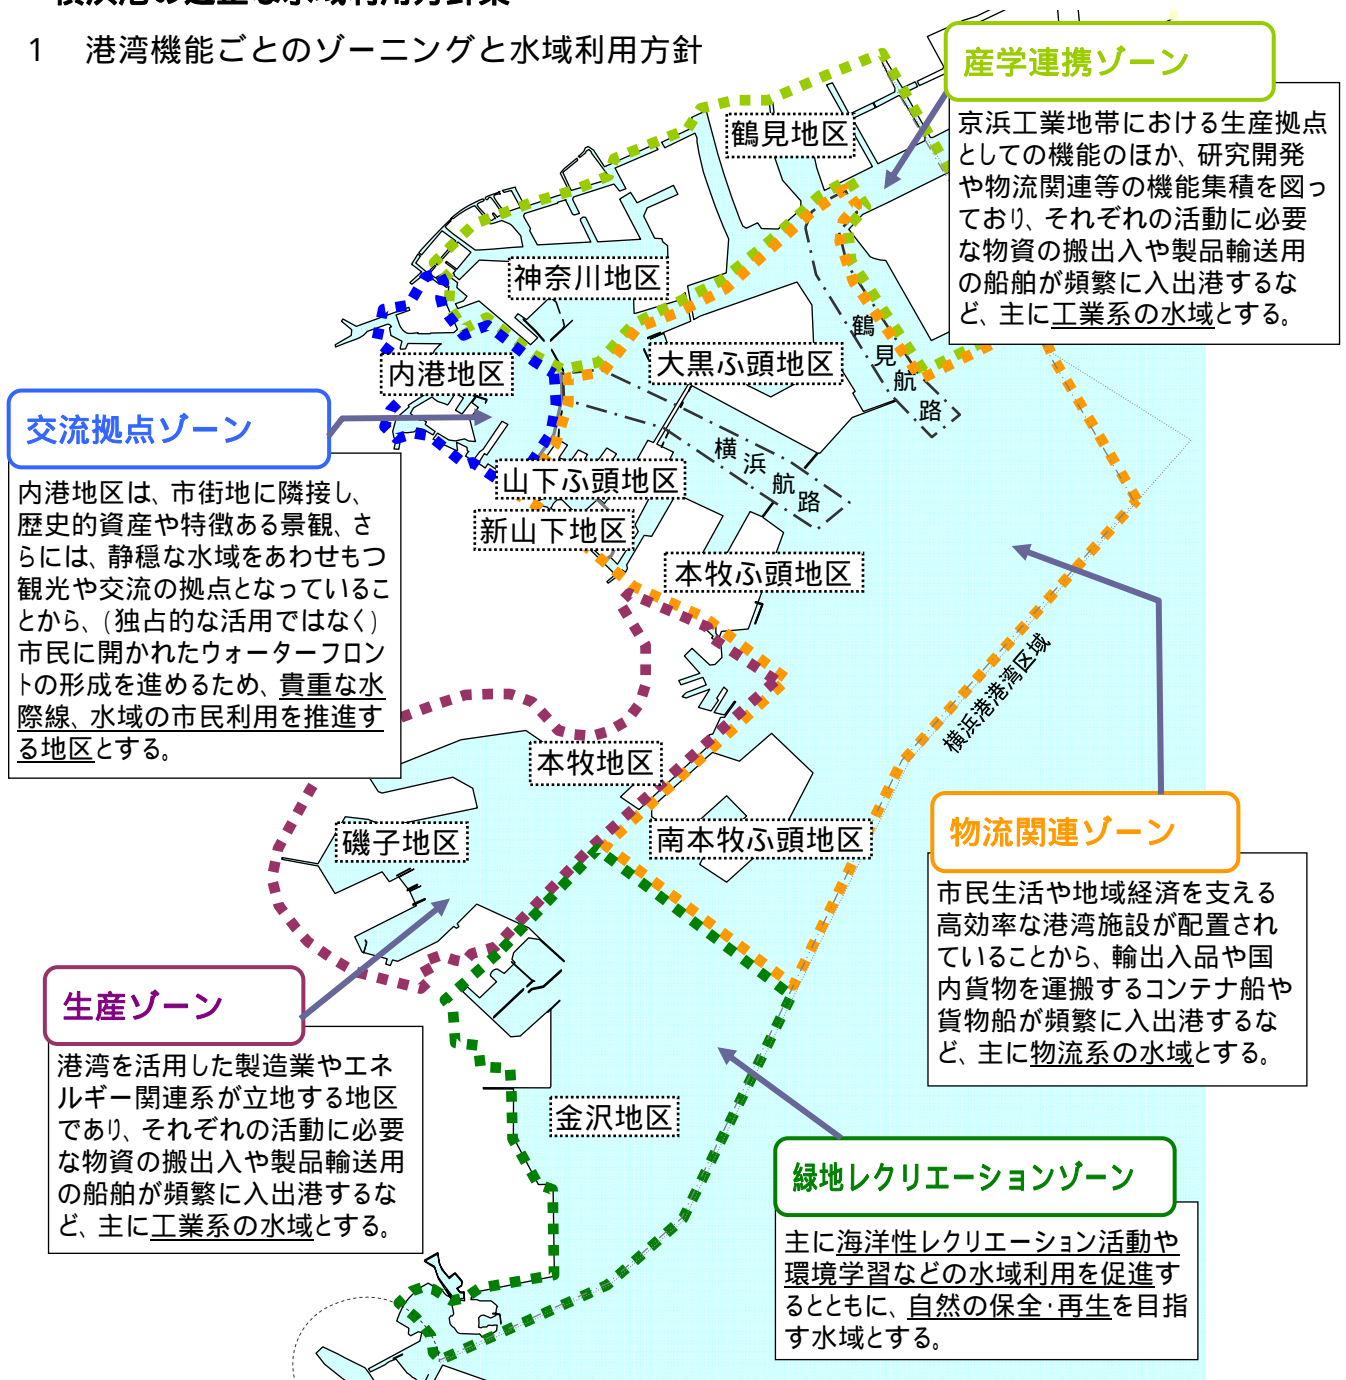 横浜港の適正な水域利用方針案
1 港湾機能ごとのゾーニングと水域利用方針
産学連携ゾーン
京浜工業地帯における生産拠点
としての機能のほか、研究開発
や物流関連等の機能集積を図っ
ており、それぞれの活動に必要
な物資の搬出入や製品輸送用
の船舶が頻繁に入出港するな
ど、主に工業系の水域とする。
鶴見地区
神奈川地区
内港地区
大黒ふ頭地区
鶴見航路
横浜航路
山下ふ頭地区
新山下地区
本牧ふ頭地区
交流拠点ゾーン
内港地区は、市街地に隣接し、
歴史的資産や特徴ある景観、さ
らには、静穏な水域をあわせもつ
観光や交流の拠点となっているこ
とから、(独占的な活用ではなく)
市民に開かれたウォーターフロン
トの形成を進めるため、貴重な水
際線、水域の市民利用を推進す
る地区とする。
横浜港港湾区域
本牧地区
磯子地区
南本牧ふ頭地区
物流関連ゾーン
市民生活や地域経済を支える
高効率な港湾施設が配置され
ていることから、輸出入品や国
内貨物を運搬するコンテナ船や
貨物船が頻繁に入出港するな
ど、主に物流系の水域とする。
生産ゾーン
港湾を活用した製造業やエネ
ルギー関連系が立地する地区
であり、それぞれの活動に必要
な物資の搬出入や製品輸送用
の船舶が頻繁に入出港するな
ど、主に工業系の水域とする。
金沢地区
緑地レクリエーションゾーン
主に海洋性レクリエーション活動や
環境学習などの水域利用を促進す
るとともに、自然の保全・再生を目指
す水域とする。